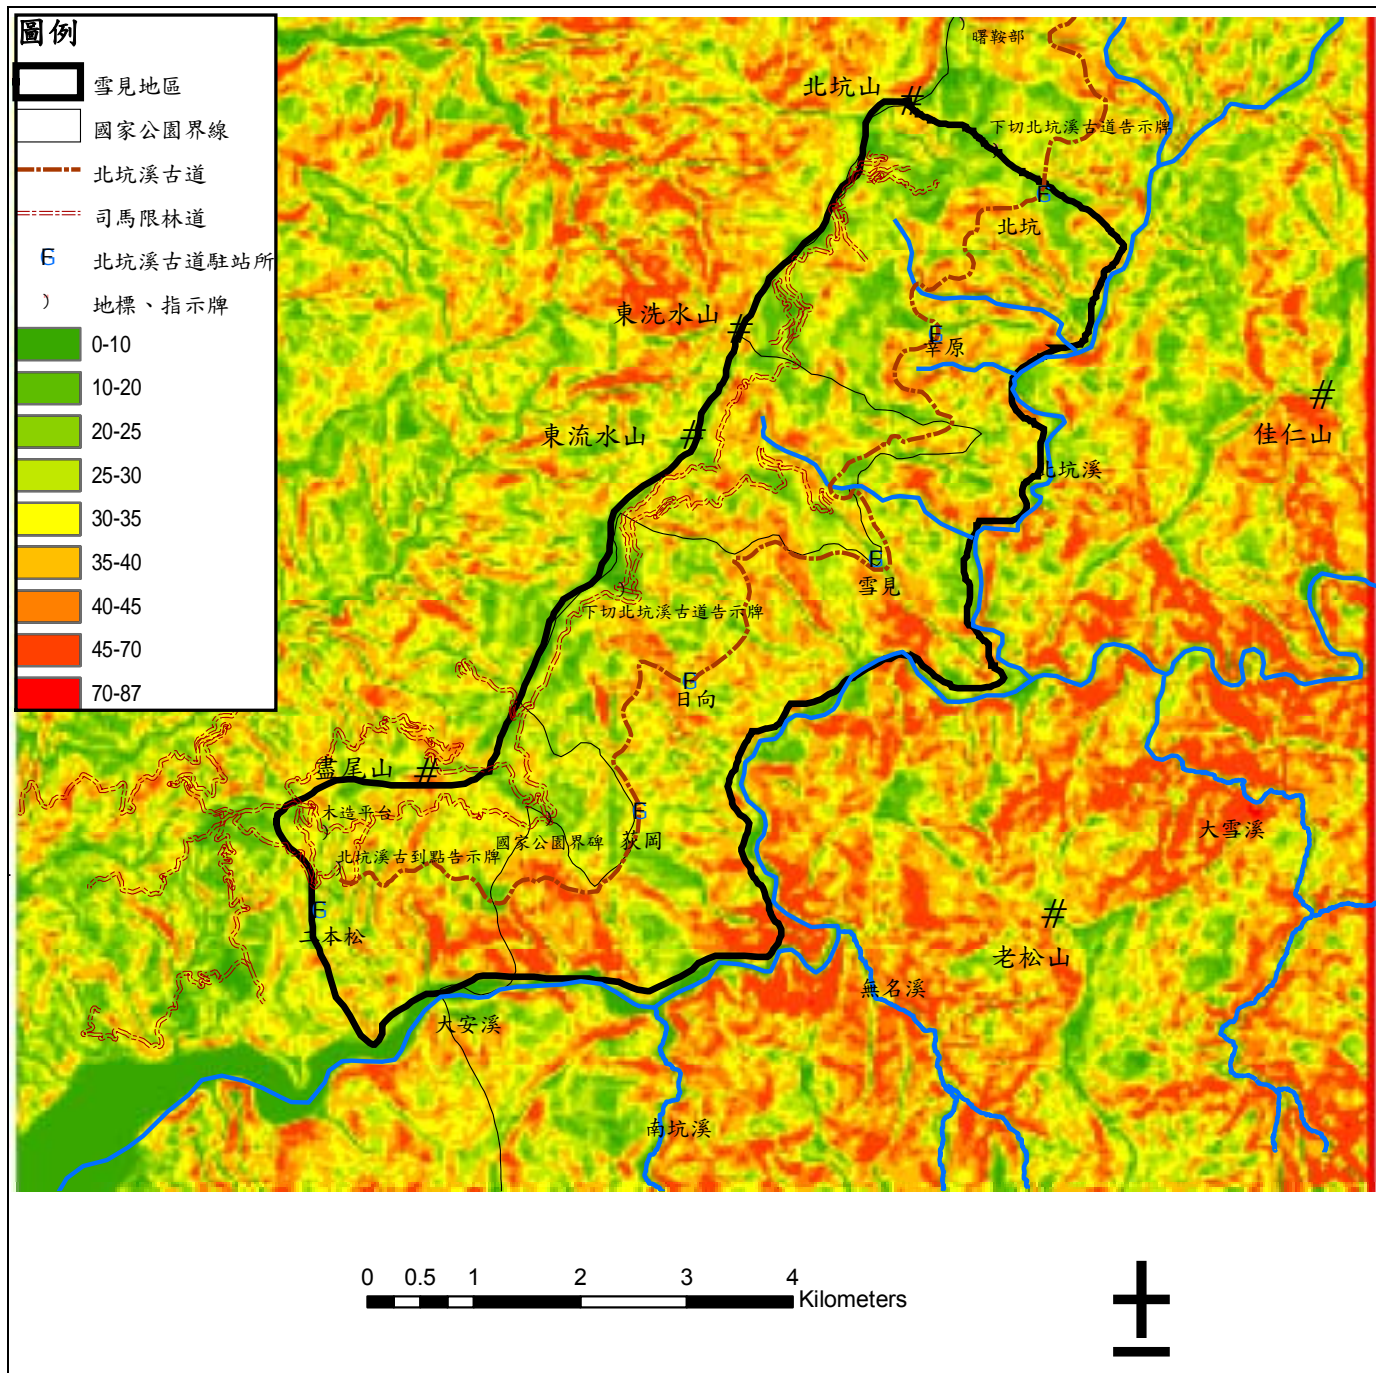 圖例
雪見地區
國家公園界線
北坑溪古道
司馬限林道
北坑溪古道駐站所
地標、指示牌
0-10
10-20
20-25
25-30
30-35
35-40
40-45
45-70
70-87
曙鞍部
北坑山
下切北坑溪古道告示牌
北坑
東洗水山
幸原
東流水山
佳仁山
北坑溪
雪見
下切北坑溪古道告示牌
日向
盡尾山
木造平台
國家公園界碑
荻岡
大雪溪
北坑溪古到點告示牌
二本松
老松山
無名溪
大安溪
南坑溪
0 0.5 1 2 3 4
Kilometers